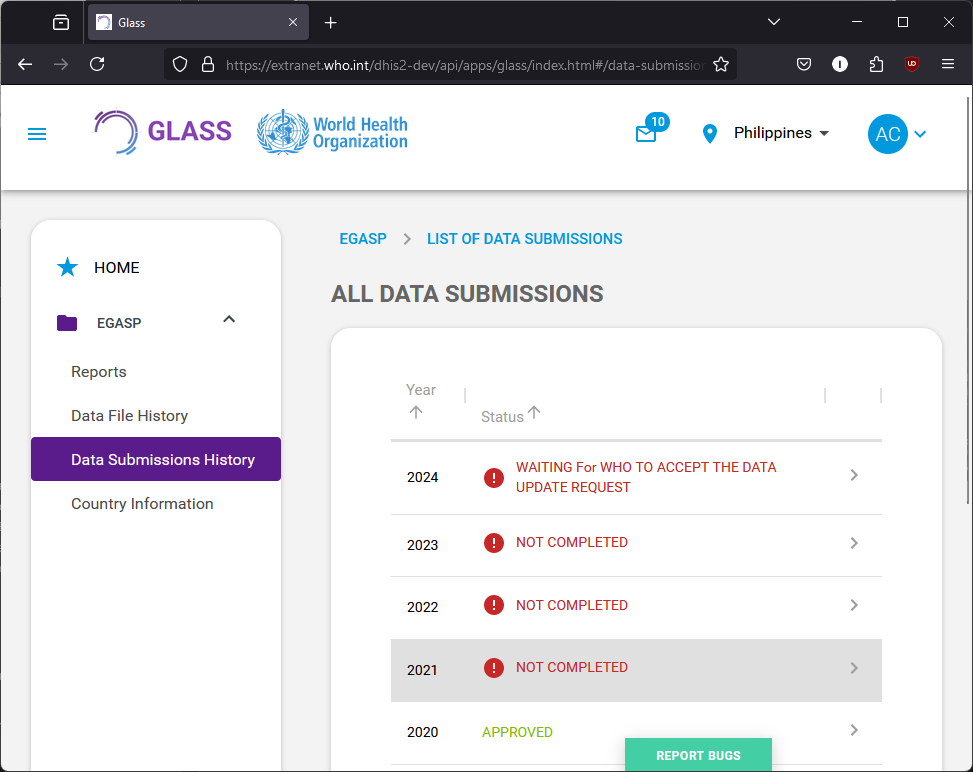 Glass
https://extranet.who.int/dhis2-dev/api/apps/glass/index.html#/data-submission
GLASS
World Health
Organization
10
Philippines
AC
HOME
EGASP
Reports
Data File History
Data Submissions History
Country Information
EGASP
LIST OF DATA SUBMISSIONS
ALL DATA SUBMISSIONS
Year
Status
2024
WAITING For WHO TO ACCEPT THE DATA
UPDATE REQUEST
2023
NOT COMPLETED
2022
NOT COMPLETED
2021
NOT COMPLETED
2020
APPROVED
REPORT BUGS